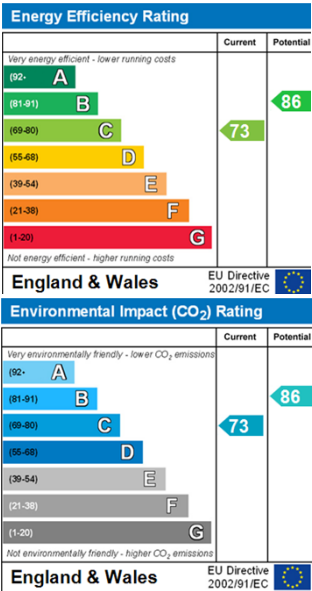 Energy Efficiency Rating
Current Potential
Very energy efficient - lower running costs
(92- A
(81-91) B
86
(69-80) C
73
(55-68) D
(39-54) E
(21-38) F
(1-20) G
Not energy efficient - higher running costs
England & Wales
EU Directive
2002/91/EC
Environmental Impact (CO2) Rating
Current Potential
Very environmentally friendly - lower CO2 emissions
(92- A
(81-91) B
86
(69-80) C
73
(55-68) D
(39-54) E
(21-38) F
(1-20) G
Not environmentally friendly - higher CO2 emissions
England & Wales
EU Directive
2002/91/EC